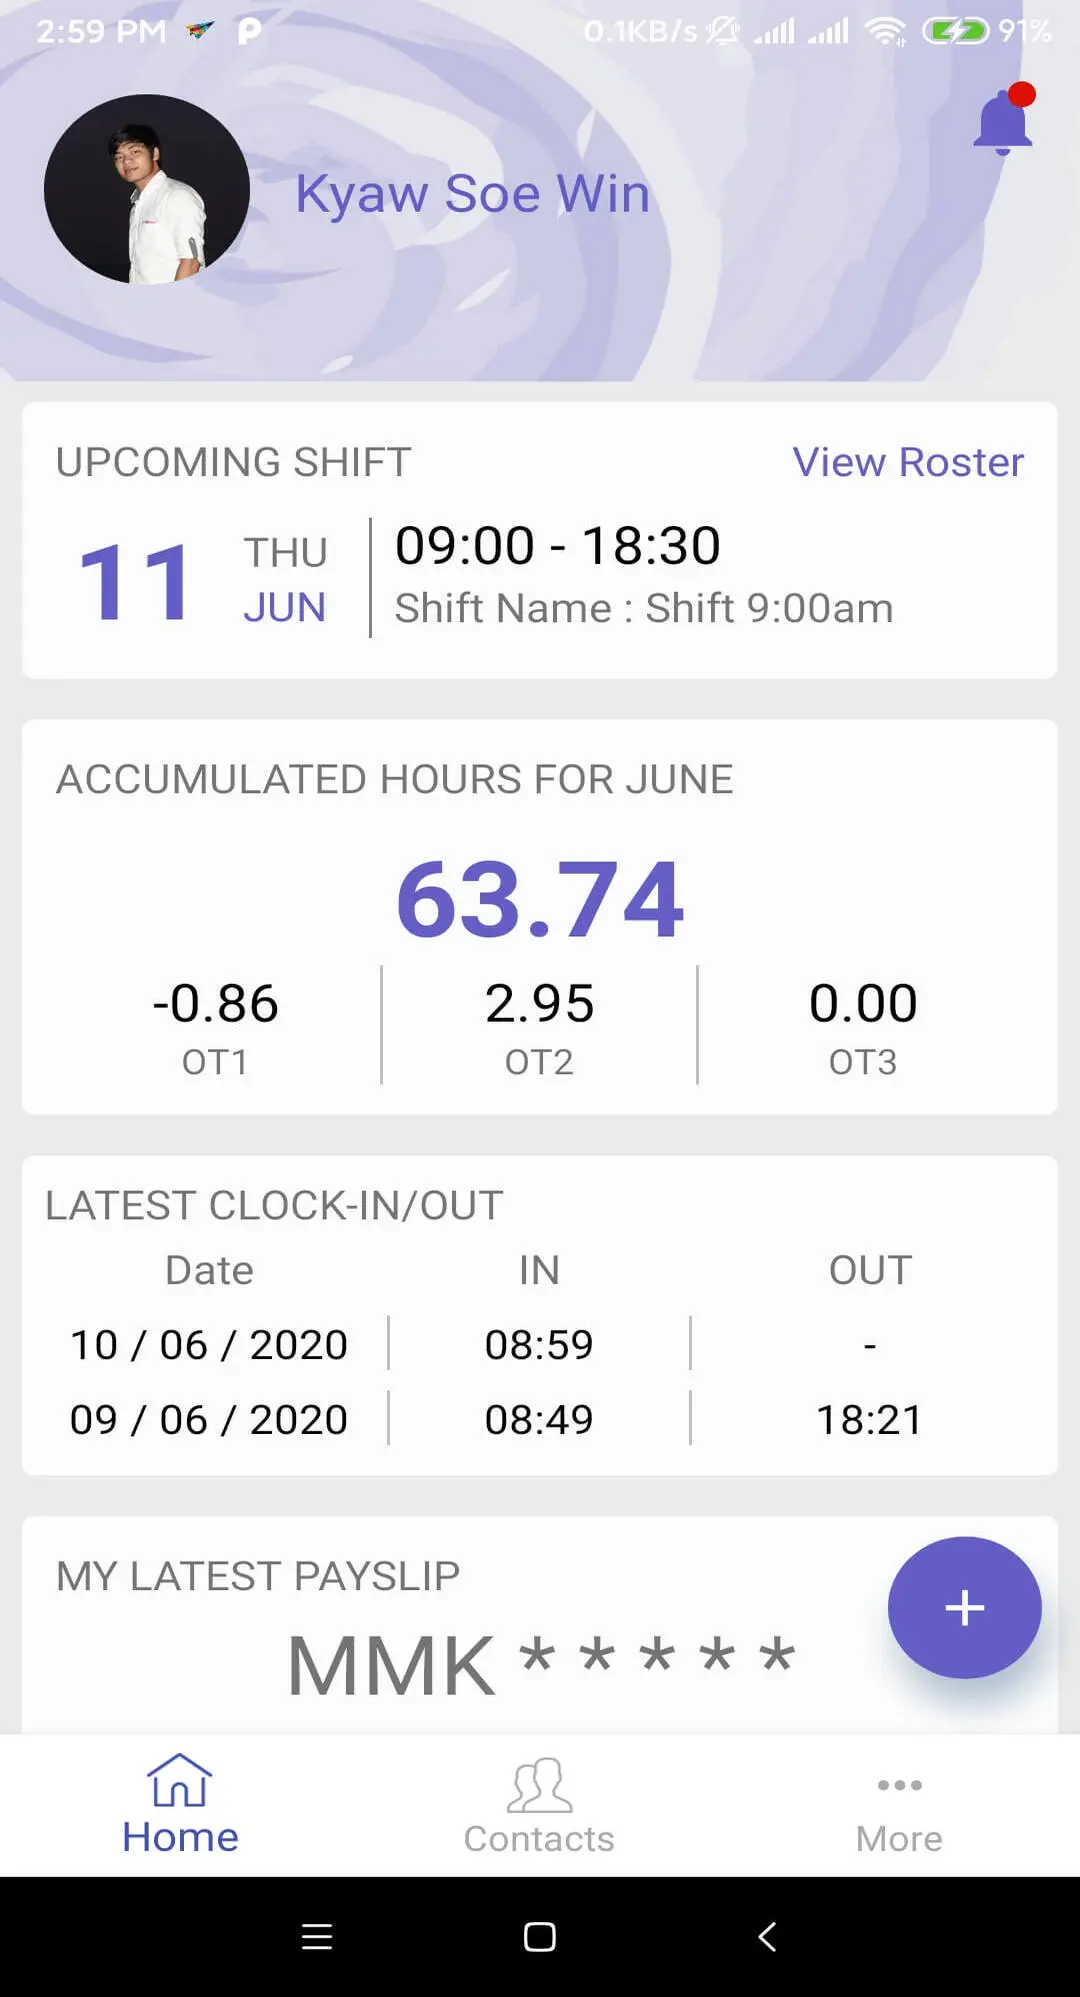 2:59 PM 0.1KB/s 91%
Kyaw Soe Win
UPCOMING SHIFT View Roster
11 THU JUN 09:00 - 18:30
Shift Name : Shift 9:00am
ACCUMULATED HOURS FOR JUNE
63.74
-0.86 2.95 0.00
OT1 OT2 OT3
LATEST CLOCK-IN/OUT
Date IN OUT
10 / 06 / 2020 08:59 -
09 / 06 / 2020 08:49 18:21
MY LATEST PAYSLIP
MMK * * * * *
Home Contacts More